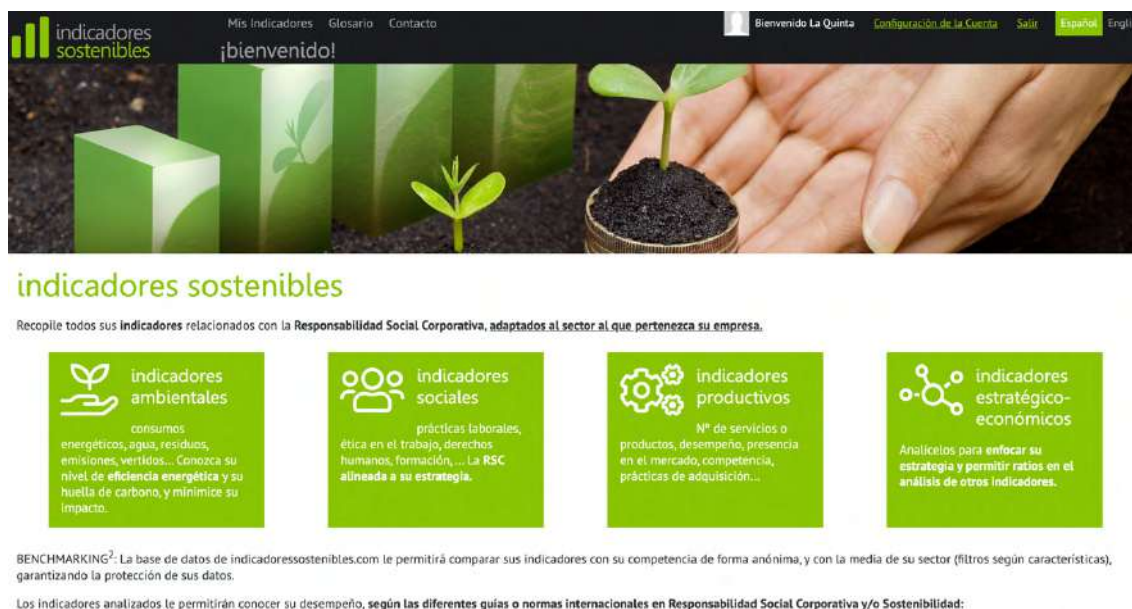 indicadores
sostenibles
Mis Indicadores Glosario Contacto
¡bienvenido!
Bienvenido La Quinta Configuración de la Cuenta Salir Español Engli
indicadores sostenibles
Recopile todos sus indicadores relacionados con la Responsabilidad Social Corporativa, adaptados al sector al que pertenezca su empresa.
indicadores
ambientales
consumos
energéticos, agua, residuos,
emisiones, vertidos... Conozca su
nivel de eficiencia energética y su
huella de carbono, y minimice su
impacto.
indicadores
sociales
prácticas laborales,
ética en el trabajo, derechos
humanos, formación, ... La RSC
alineada a su estrategia.
indicadores
productivos
Nº de servicios o
productos, desempeño, presencia
en el mercado, competencia,
prácticas de adquisición...
indicadores
estratégico-
económicos
Analícelos para enfocar su
estrategia y permitir ratios en el
análisis de otros indicadores.
BENCHMARKING²: La base de datos de indicadoressostenibles.com le permitirá comparar sus indicadores con su competencia de forma anónima, y con la media de su sector (filtros según características),
garantizando la protección de sus datos.
Los indicadores analizados le permitirán conocer su desempeño, según las diferentes guías o normas internacionales en Responsabilidad Social Corporativa y/o Sostenibilidad: